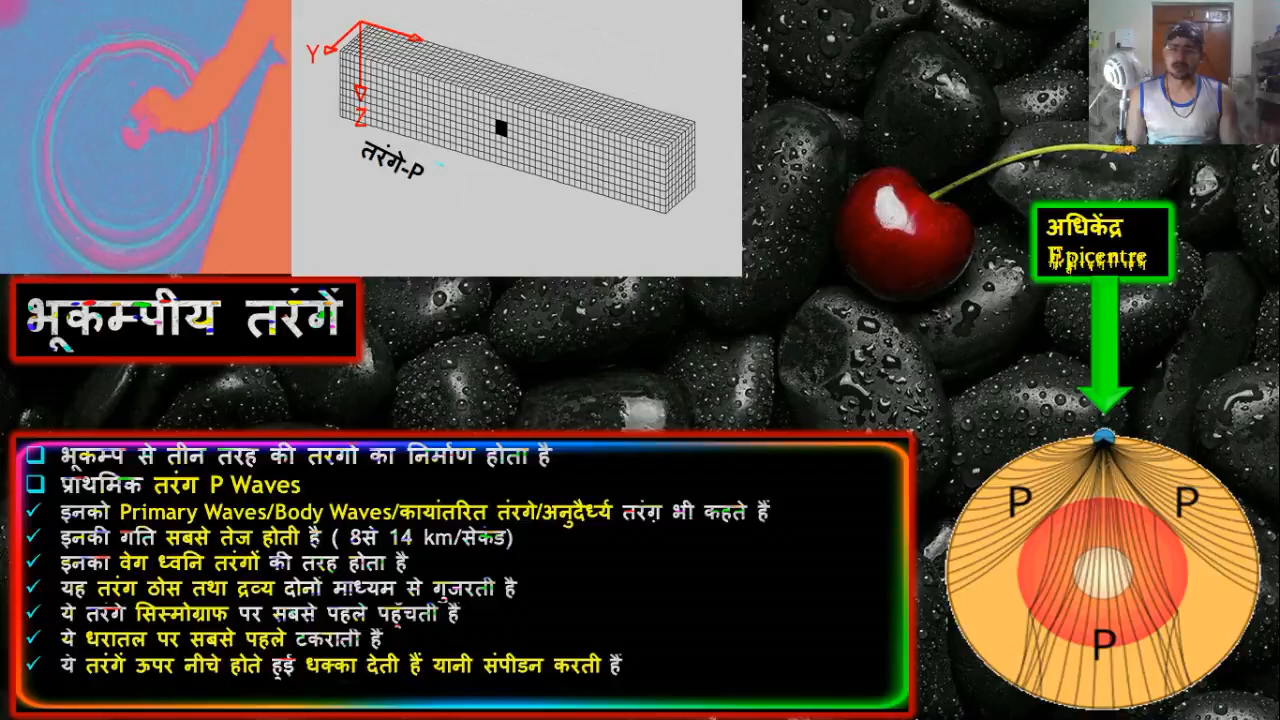 Y
Z
तरंगे-P
अधिकेंद्र
Epicentre
भूकम्पीय तरंगें
भूकम्प से तीन तरह की तरंगो का निर्माण होता है
प्राथमिक तरंग P Waves
इनको Primary Waves/Body Waves/कायांतरित तंरगे/अनुदैर्ध्य तरंग़ भी कहते हैं
इनकी गति सबसे तेज होती है ( 8से 14 km/सेकंड)
इनका वेग ध्वनि तरंगों की तरह होता है
यह तरंग ठोस तथा द्रव्य दोनों माध्यम से गुजरती है
ये तरंगे सिस्मोग्राफ पर सबसे पहले पहुँचती हैं
ये धरातल पर सबसे पहले टकराती हैं
ये तरंगें ऊपर नीचे होते हुई धक्का देती हैं यानी संपीडन करती हैं
P P
P